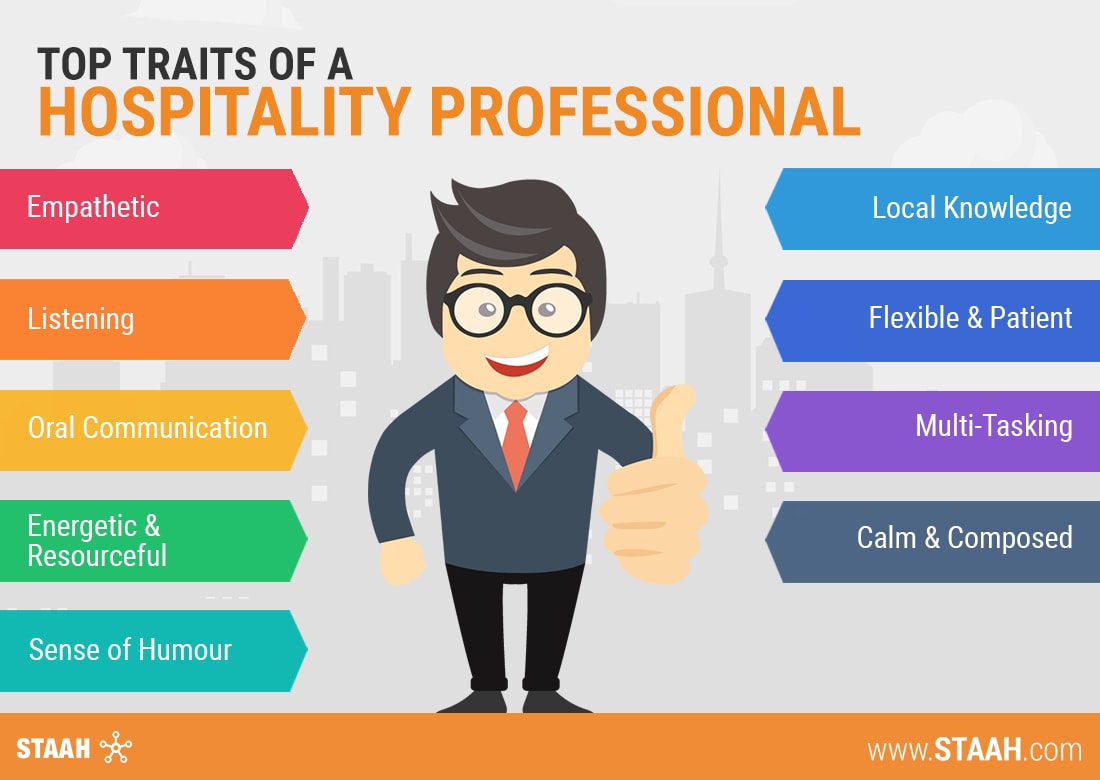 TOP TRAITS OF A
HOSPITALITY PROFESSIONAL
Empathetic
Listening
Oral Communication
Energetic &
Resourceful
Sense of Humour
Local Knowledge
Flexible & Patient
Multi-Tasking
Calm & Composed
STAAH
www.STAAH.com